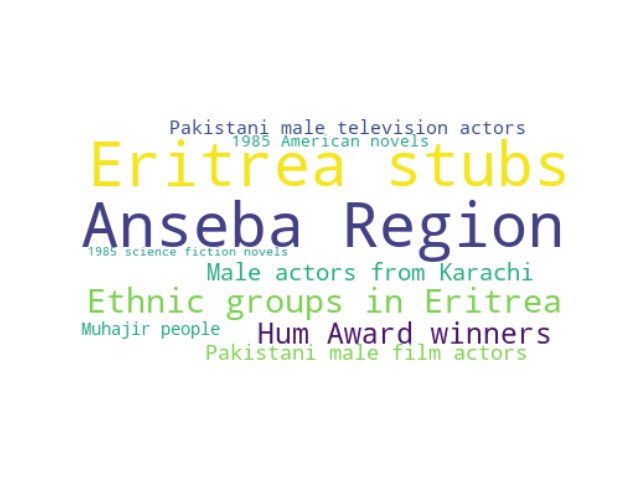 Pakistani male television actors
1985 American novels
Eritrea stubs
Anseba Region
1985 science fiction novels
Male actors from Karachi
Ethnic groups in Eritrea
Muhajir people
Hum Award winners
Pakistani male film actors